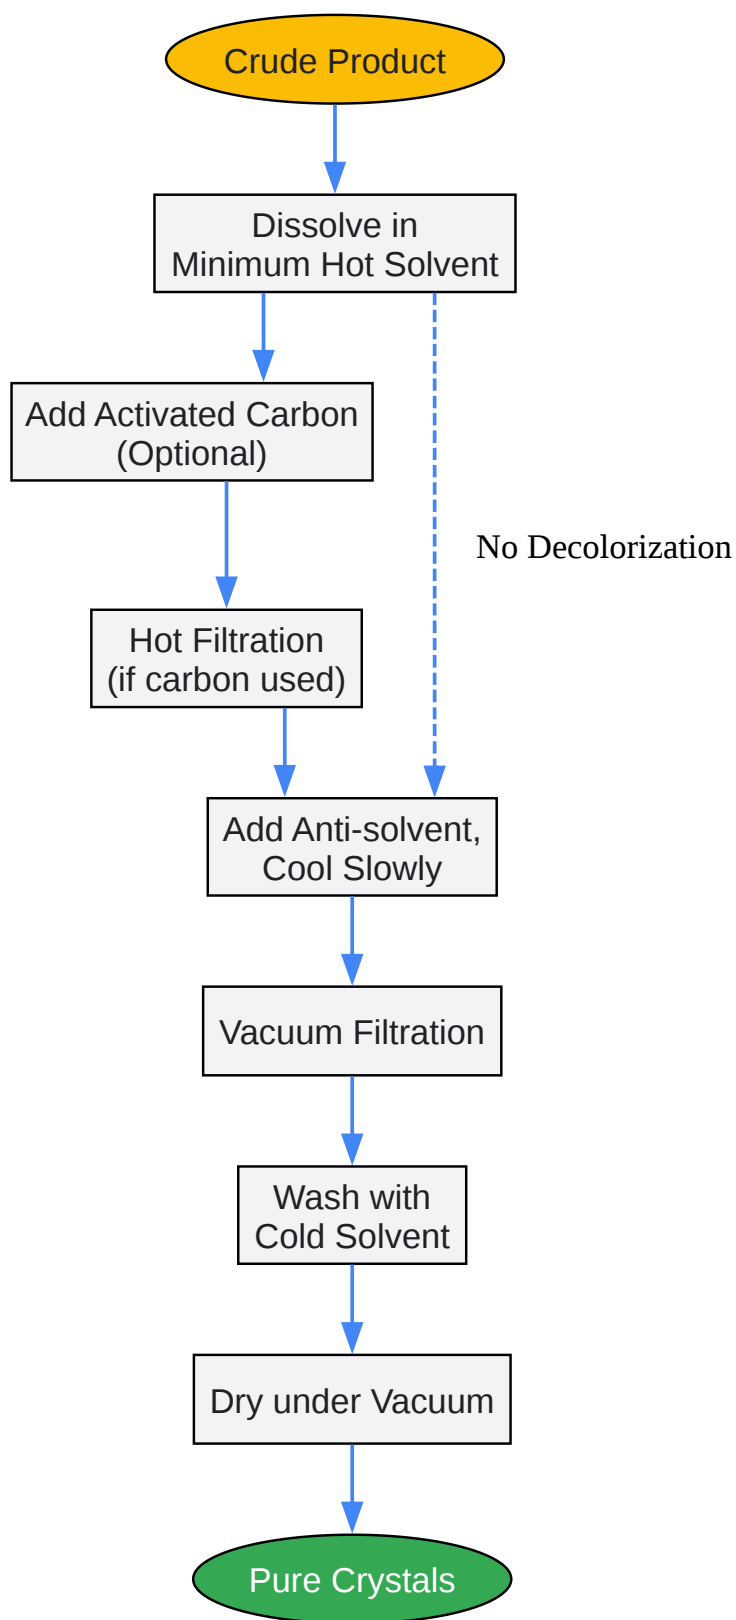 Crude Product
Dissolve in
Minimum Hot Solvent
Add Activated Carbon
(Optional)
No Decolorization
Hot Filtration
(if carbon used)
Add Anti-solvent,
Cool Slowly
Vacuum Filtration
Wash with
Cold Solvent
Dry under Vacuum
Pure Crystals